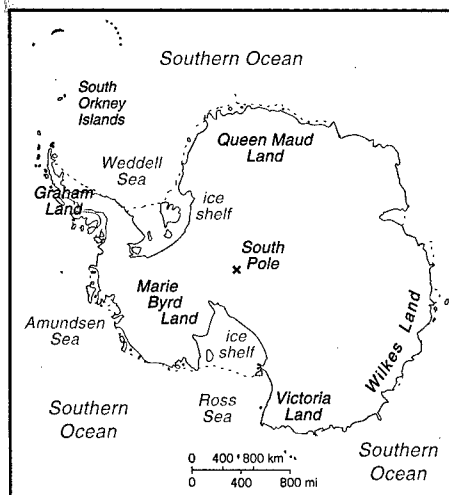 Southern Ocean
South
Orkney
Islands
Queen Maud
Land
Weddell
Sea
Graham
Land
ice
shelf
South
Pole
Marie
Byrd
Land
Amundsen
Sea
ice
shelf
Wilkes Land
Ross
Sea
Victoria
Land
Southern
Ocean
Southern
Ocean
0 400 800 km
0 400 800 mi